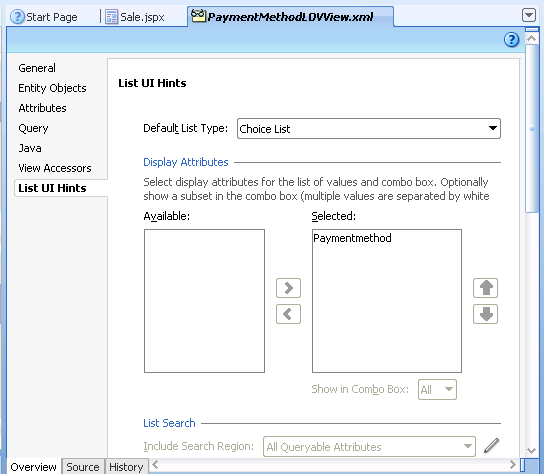 Start Page
Sale.jspx
PaymentMethodLOVView.xml
General
Entity Objects
Attributes
Query
Java
View Accessors
List UI Hints
List UI Hints
Default List Type: Choice List
Display Attributes
Select display attributes for the list of values and combo box. Optionally
show a subset in the combo box (multiple values are separated by white
Available:
Selected:
Paymentmethod
Show in Combo Box: All
List Search
Include Search Region: All Queryable Attributes
Overview Source History